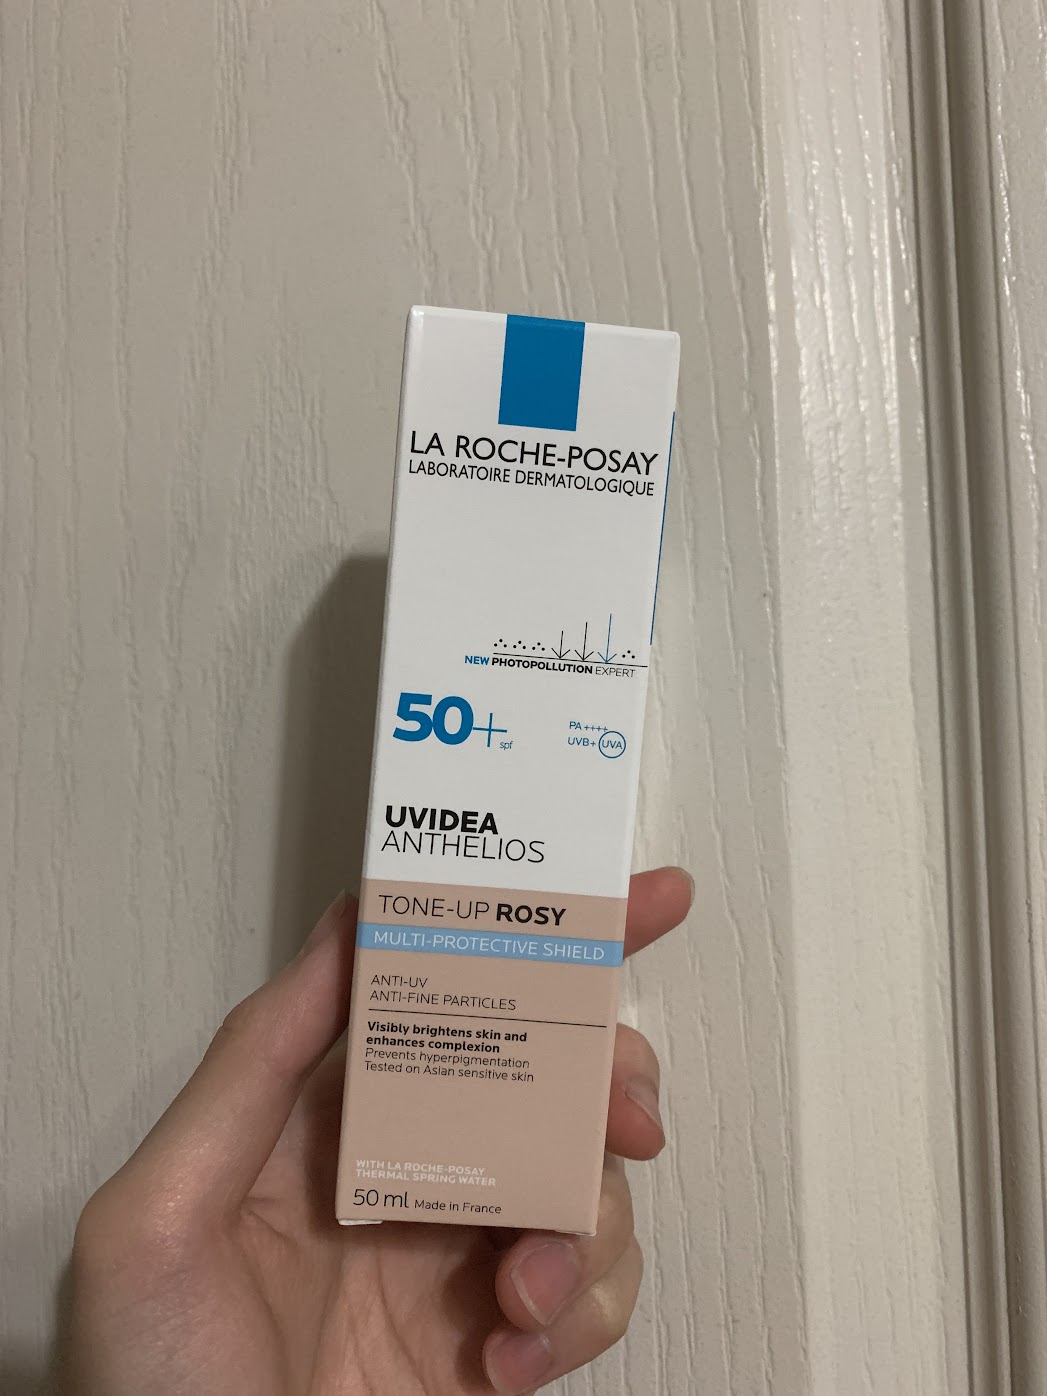 LA ROCHE-POSAY
LABORATOIRE DERMATOLOGIQUE
NEW PHOTOPOLLUTION EXPERT
50+ spf
PA++++
UVB+ UVA
UVIDEA
ANTHELIOS
TONE-UP ROSY
MULTI-PROTECTIVE SHIELD
ANTI-UV
ANTI-FINE PARTICLES
Visibly brightens skin and
enhances complexion
Prevents hyperpigmentation
Tested on Asian sensitive skin
WITH LA ROCHE-POSAY
THERMAL SPRING WATER
50 ml Made in France